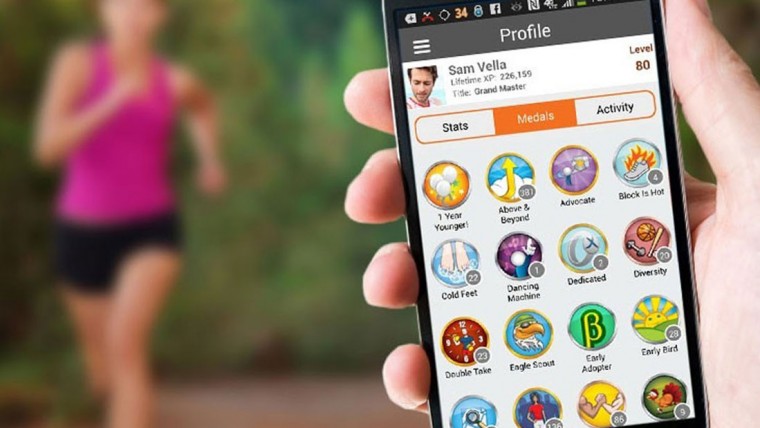 34
Profile
Sam Vella
Lifetime XP: 226,159
Title: Grand Master
Level
80
Stats
Medals
Activity
1 Year
Younger!
381
Above &
Beyond
Advocate
4
Block Is Hot
22
Cold Feet
1
Dancing
Machine
Dedicated
20
Diversity
23
Double Take
Eagle Scout
β
Early
Adopter
28
Early Bird
136
86
9